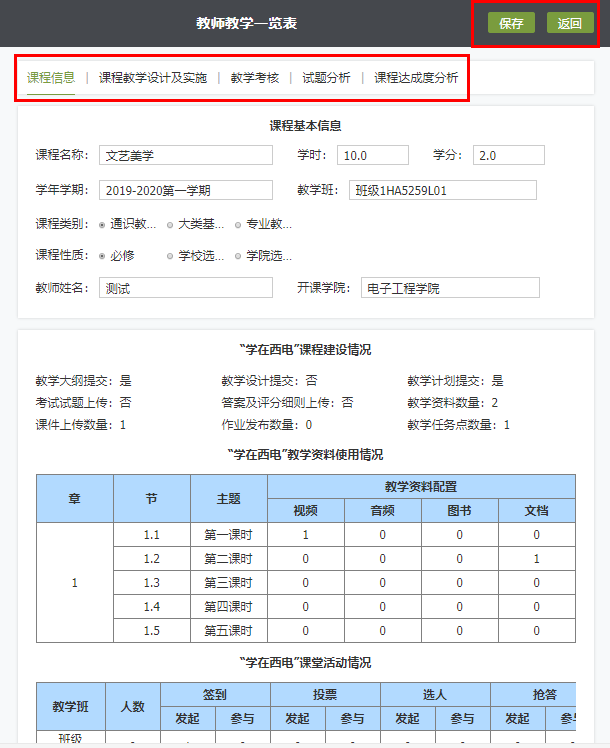 教师教学一览表 保存 返回
课程信息 | 课程教学设计及实施 | 教学考核 | 试题分析 | 课程达成度分析
课程基本信息
课程名称: 文艺美学 学时: 10.0 学分: 2.0
学年学期: 2019-2020第一学期 教学班: 班级1HA5259L01
课程类别: 通识教... 大类基... 专业教...
课程性质: 必修 学校选... 学院选...
教师姓名: 测试 开课学院: 电子工程学院
“学在西电”课程建设情况
教学大纲提交: 是 教学设计提交: 否 教学计划提交: 是
考试试题上传: 否 答案及评分细则上传: 否 教学资料数量: 2
课件上传数量: 1 作业发布数量: 0 教学任务点数量: 1
“学在西电”教学资料使用情况
章 节 主题 教学资料配置
视频 音频 图书 文档
1.1 第一课时 1 0 0 0
1.2 第二课时 0 0 0 1
1 1.3 第三课时 0 0 0 0
1.4 第四课时 0 0 0 0
1.5 第五课时 0 0 0 0
“学在西电”课堂活动情况
教学班 人数 签到 投票 选人 抢答
发起 参与 发起 参与 发起 参与 发起
班级